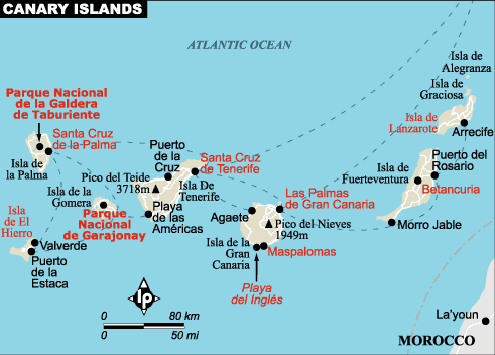 CANARY ISLANDS
ATLANTIC OCEAN
Isla de
Alegranza
Isla de
Graciosa
Isla de
Lanzarote
Arrecife
Parque Nacional
de la Galdera
de Taburiente
Santa Cruz
de la Palma
Isla de
la Palma
Puerto
de la
Cruz
Santa Cruz
de Tenerife
Pico del Teide
3718m
Isla De
Tenerife
Puerto del
Rosario
Isla de
Fuerteventura
Betancuria
Isla de la
Gomera
Playa
de las
Américas
Parque
Nacional
de Garajonay
Las Palmas
de Gran Canaria
Agaete
Pico del Nieves
1949m
Morro Jable
Isla
de El
Hierro
Valverde
Puerto
de la
Estaca
Isla de la
Gran
Canaria
Maspalomas
Playa
del Inglés
lp
0 80 km
0 50 mi
La'youn
MOROCCO